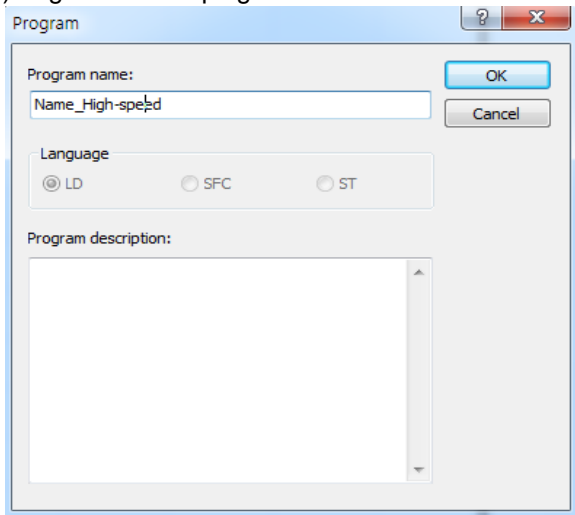 Program
? X
Program name:
OK
Name_High-speed
Cancel
Language
LD SFC ST
Program description: